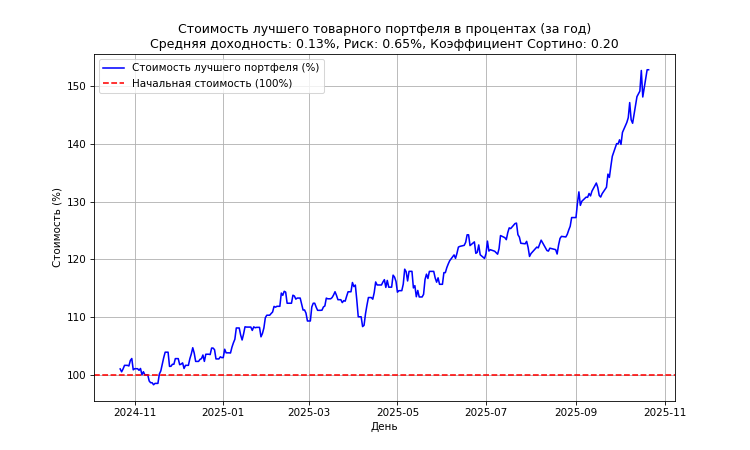 Стоимость лучшего товарного портфеля в процентах (за год)
Средняя доходность: 0.13%, Риск: 0.65%, Коэффициент Сортино: 0.20
Стоимость лучшего портфеля (%)
Начальная стоимость (100%)
Стоимость (%)
150
140
130
120
110
100
2024-11
2025-01
2025-03
2025-05
2025-07
2025-09
2025-11
День